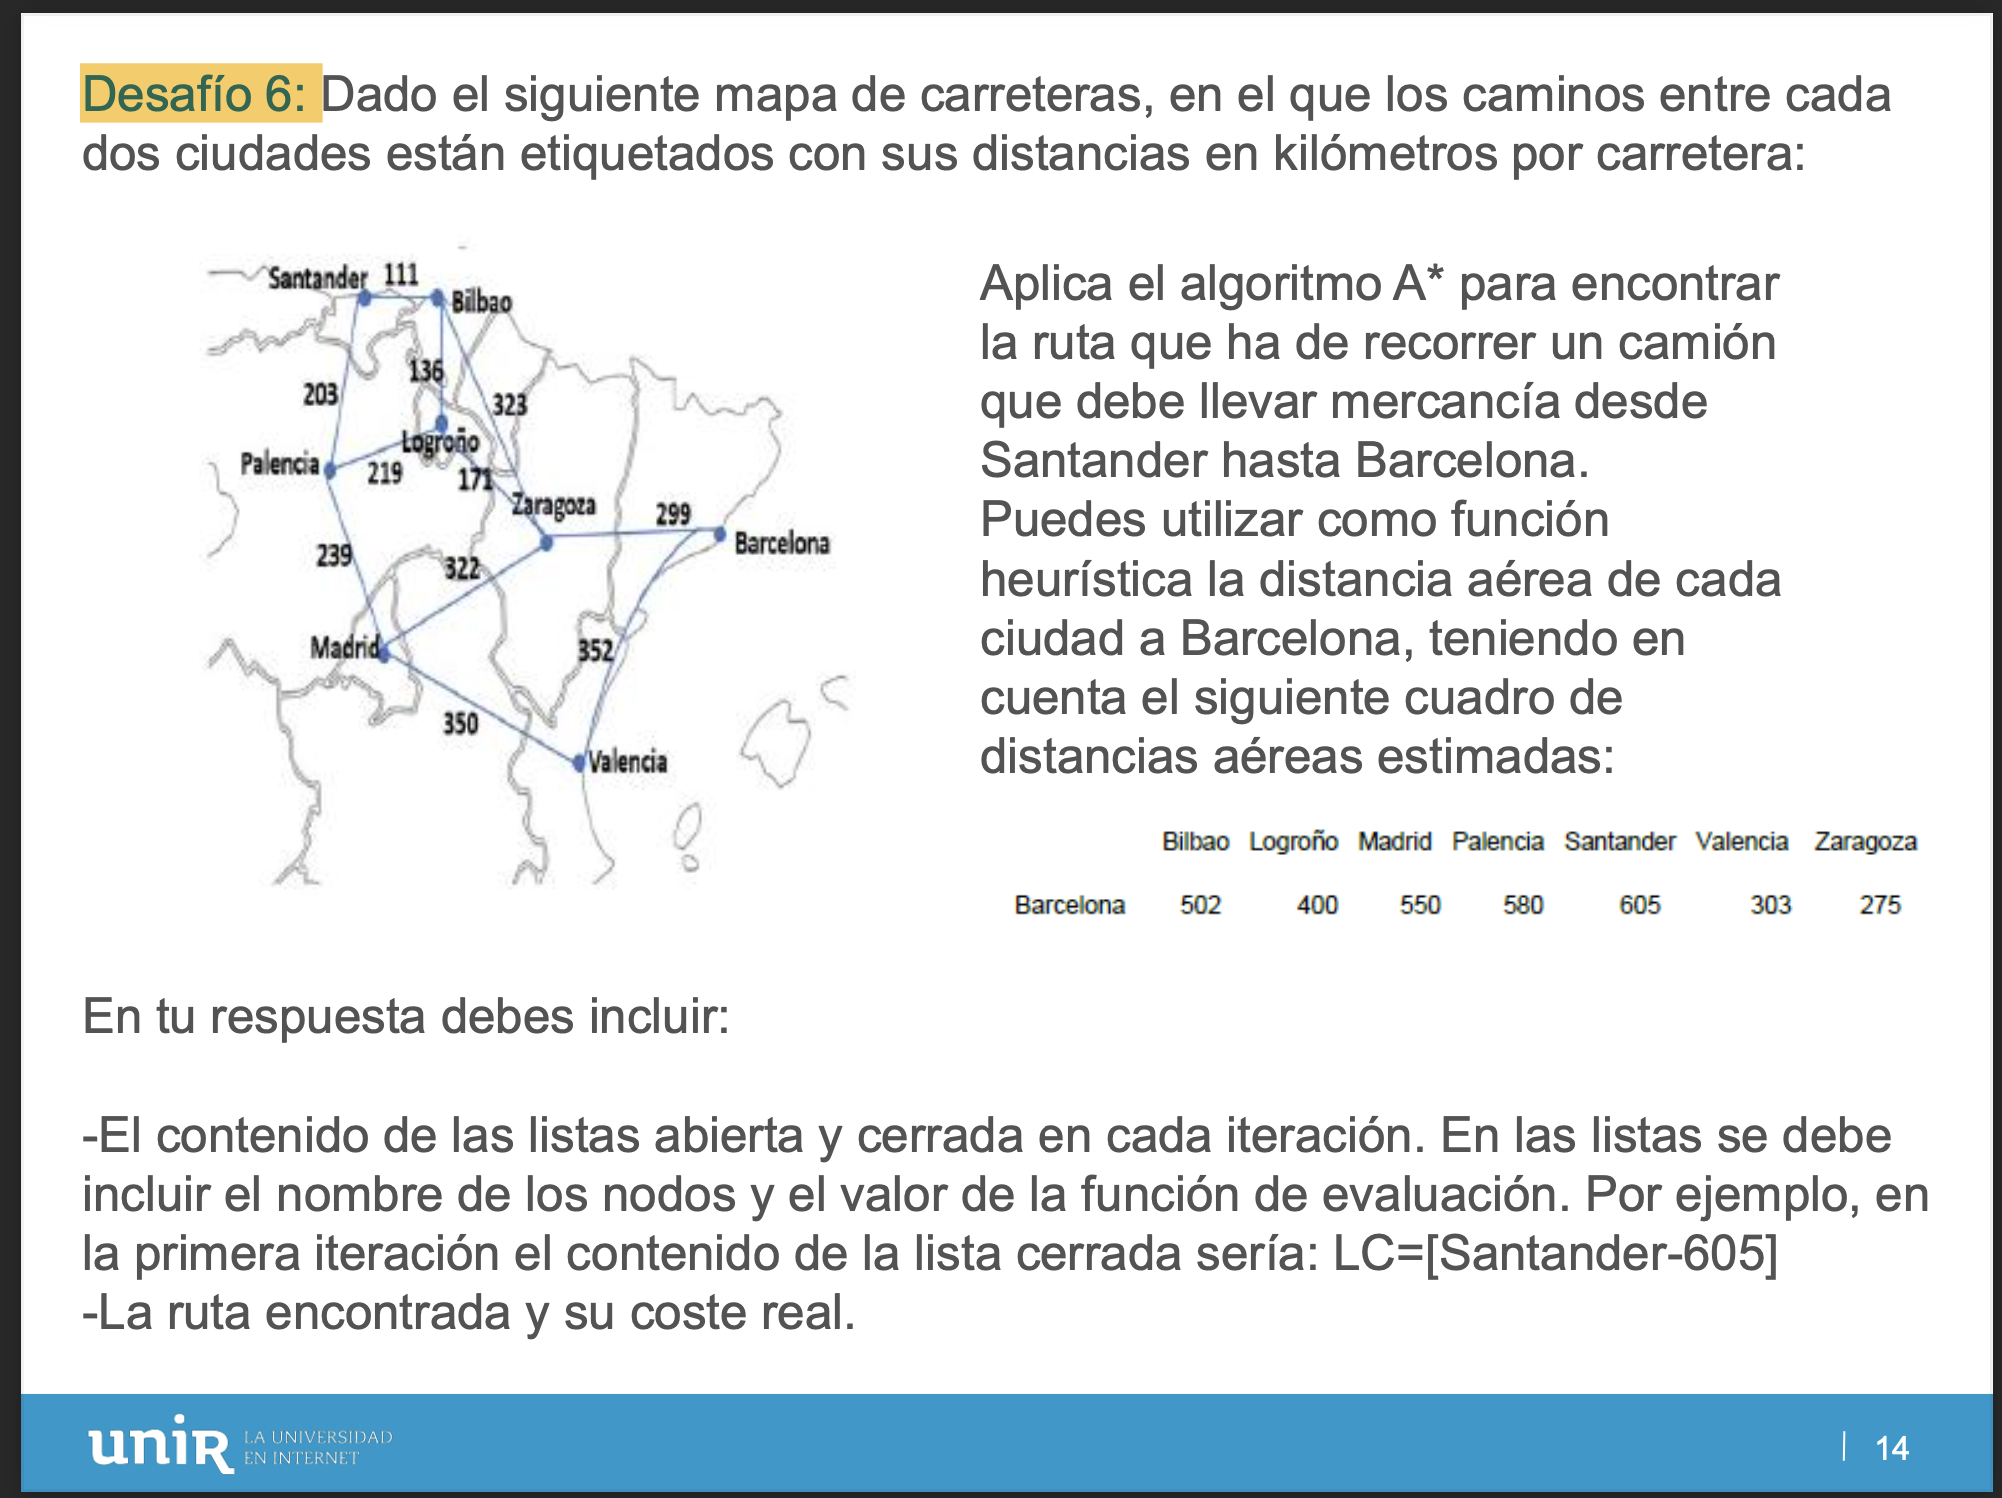 Desafío 6: Dado el siguiente mapa de carreteras, en el que los caminos entre cada
dos ciudades están etiquetados con sus distancias en kilómetros por carretera:
Santander 111
Bilbao
136
203
323
Logroño
Palencia
219
171
Zaragoza
299
Barcelona
239
322
Madrid
352
350
Valencia
Aplica el algoritmo A* para encontrar
la ruta que ha de recorrer un camión
que debe llevar mercancía desde
Santander hasta Barcelona.
Puedes utilizar como función
heurística la distancia aérea de cada
ciudad a Barcelona, teniendo en
cuenta el siguiente cuadro de
distancias aéreas estimadas:
Bilbao Logroño Madrid Palencia Santander Valencia Zaragoza
Barcelona 502 400 550 580 605 303 275
En tu respuesta debes incluir:
-El contenido de las listas abierta y cerrada en cada iteración. En las listas se debe
incluir el nombre de los nodos y el valor de la función de evaluación. Por ejemplo, en
la primera iteración el contenido de la lista cerrada sería: LC=[Santander-605]
-La ruta encontrada y su coste real.
unir LA UNIVERSIDAD
EN INTERNET
| 14